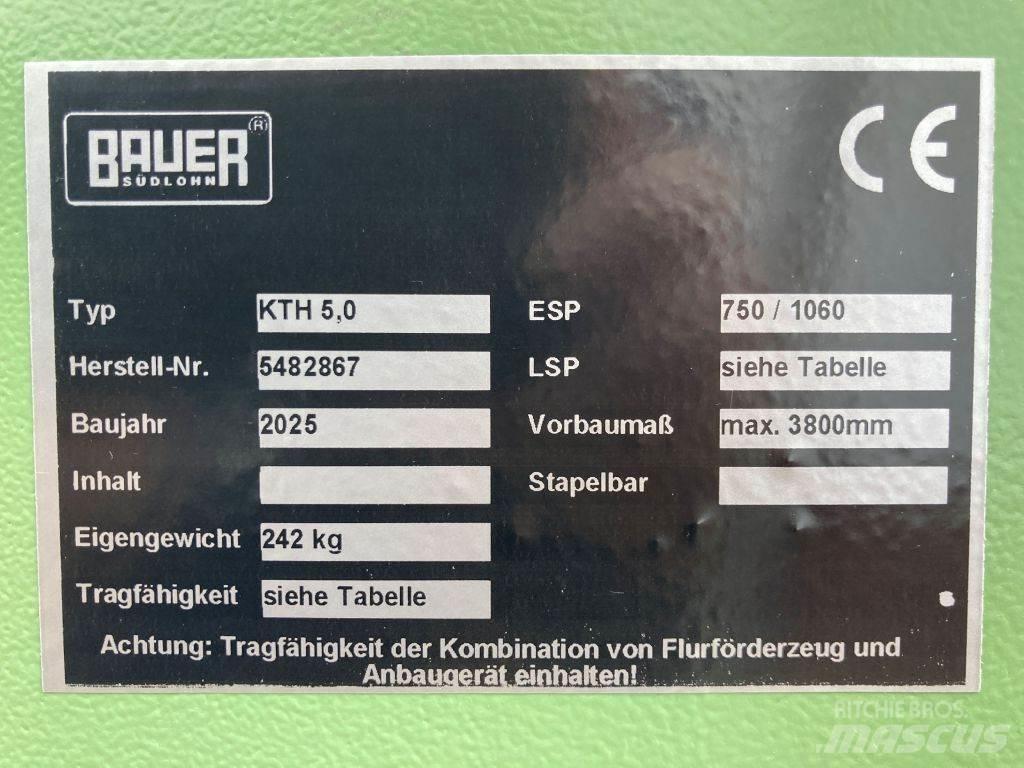 BAUER ®
SÜDLOHN
CE
Typ KTH 5,0
ESP 750 / 1060
Herstell-Nr. 5482867
LSP siehe Tabelle
Baujahr 2025
Vorbaumaß max. 3800mm
Inhalt
Stapelbar
Eigengewicht 242 kg
Tragfähigkeit siehe Tabelle
Achtung: Tragfähigkeit der Kombination von Flurförderzeug und
Anbaugerät einhalten!
RITCHIE BROS.
MASCUS